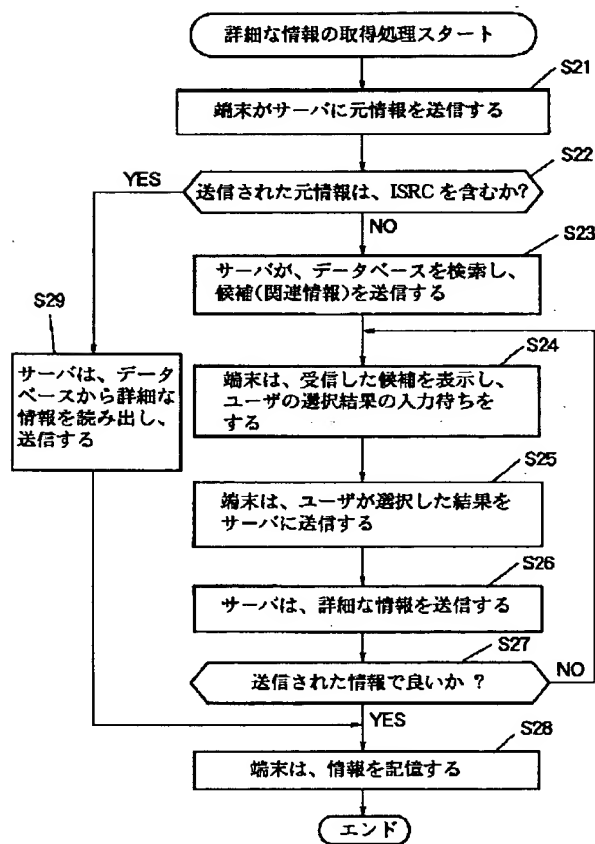 詳細な情報の取得処理スタート
S21
端末がサーバに元情報を送信する
S22
YES
送信された元情報は、ISRCを含むか?
NO
S23
サーバが、データベースを検索し、
候補(関連情報)を送信する
S29
サーバは、データ
ベースから詳細な
情報を読み出し、
送信する
S24
端末は、受信した候補を表示し、
ユーザの選択結果の入力待ちを
する
S25
端末は、ユーザが選択した結果を
サーバに送信する
S26
サーバは、詳細な情報を送信する
S27
送信された情報で良いか ?
NO
YES
S28
端末は、情報を記憶する
エンド